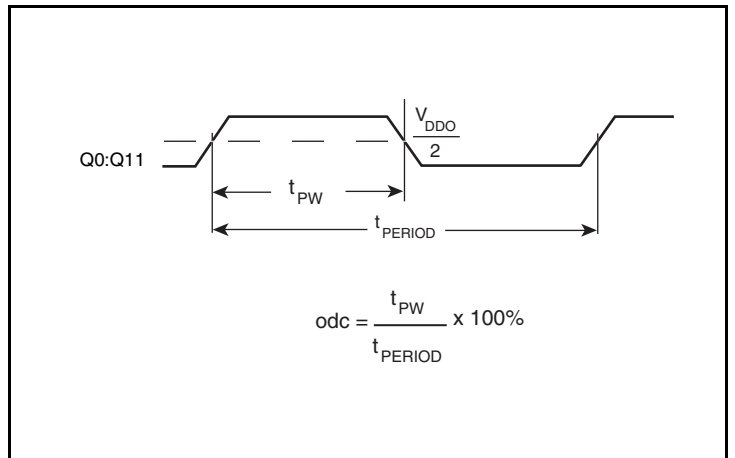 V_DDO
2
Q0:Q11
t_PW
t_PERIOD
odc = t_PW / t_PERIOD x 100%